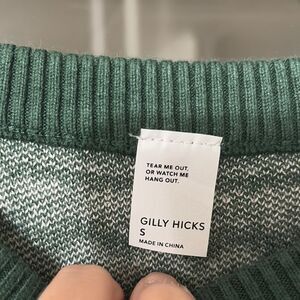 TEAR ME OUT.
OR WATCH ME
HANG OUT.
GILLY HICKS
S
MADE IN CHINA